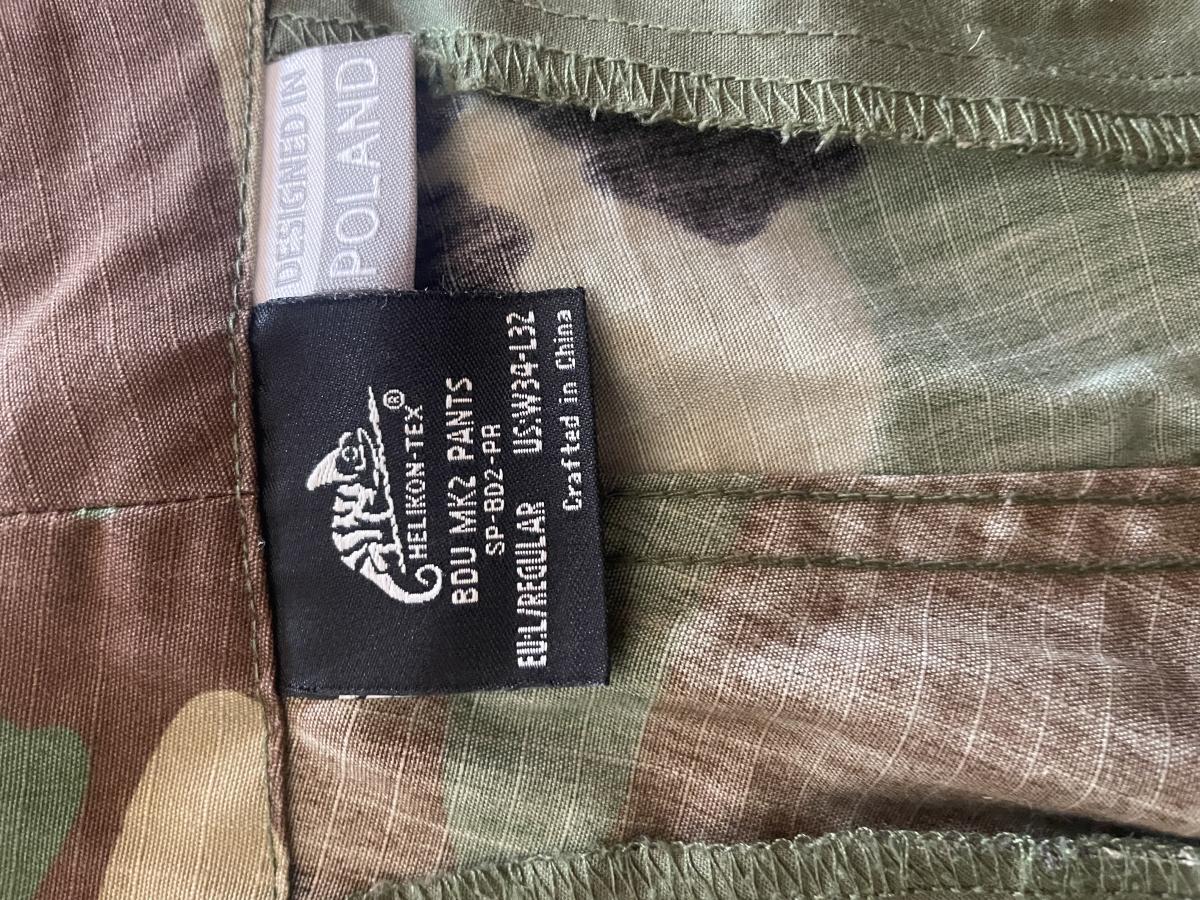 DESIGNED IN
POLAND
HELIKON-TEX®
BDU MK2 PANTS
SP-BD2-PR
EU:L/REGULAR US:W34-L32
Crafted in China